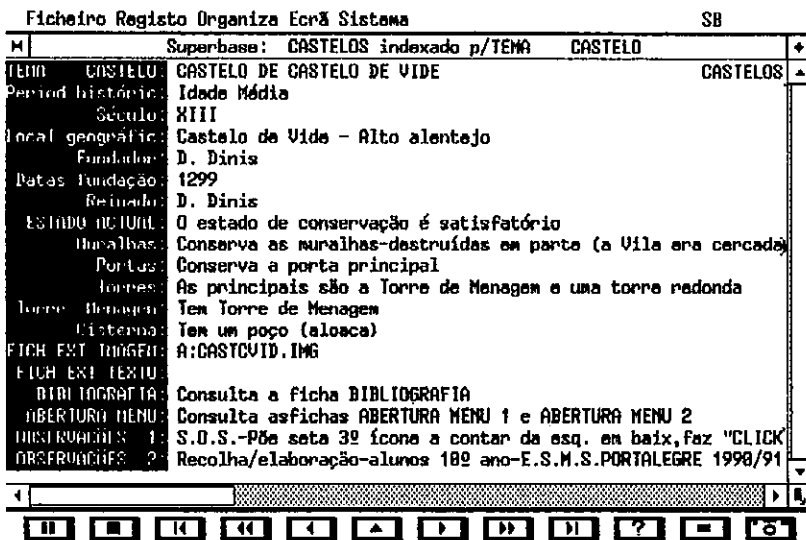 Ficheiro Registo Organiza Ecrã Sistema SB
Superbase: CASTELOS indexado p/TEMA CASTELO
TEMA CASTELO: CASTELO DE CASTELO DE VIDE CASTELOS
Period históric: Idade Média
Século: XIII
local geográfic: Castelo de Vide - Alto alentejo
Fundador: D. Dinis
Datas fundação: 1299
Reinado: D. Dinis
ESTADO ACTUAL: O estado de conservação é satisfatório
Muralhas: Conserva as muralhas-destruídas em parte (a Vila era cercada)
Portas: Conserva a porta principal
Torres: As principais são a Torre de Menagem e uma torre redonda
Torre Menagen: Tem Torre de Menagem
Cisterna: Tem um poço (aloaca)
FICH EXT IMAGEM: A:CASTCVID.IMG
FICH EXT TEXTO:
BIBLIOGRAFIA: Consulta a ficha BIBLIOGRAFIA
ABERTURA MENU: Consulta asfichas ABERTURA MENU 1 e ABERTURA MENU 2
OBSERVAÇÕES 1: S.O.S.-Põe seta 3º ícone a contar da esq. em baix,faz "CLICK"
OBSERVAÇÕES 2: Recolha/elaboração-alunos 10º ano-E.S.M.S.PORTALEGRE 1990/91